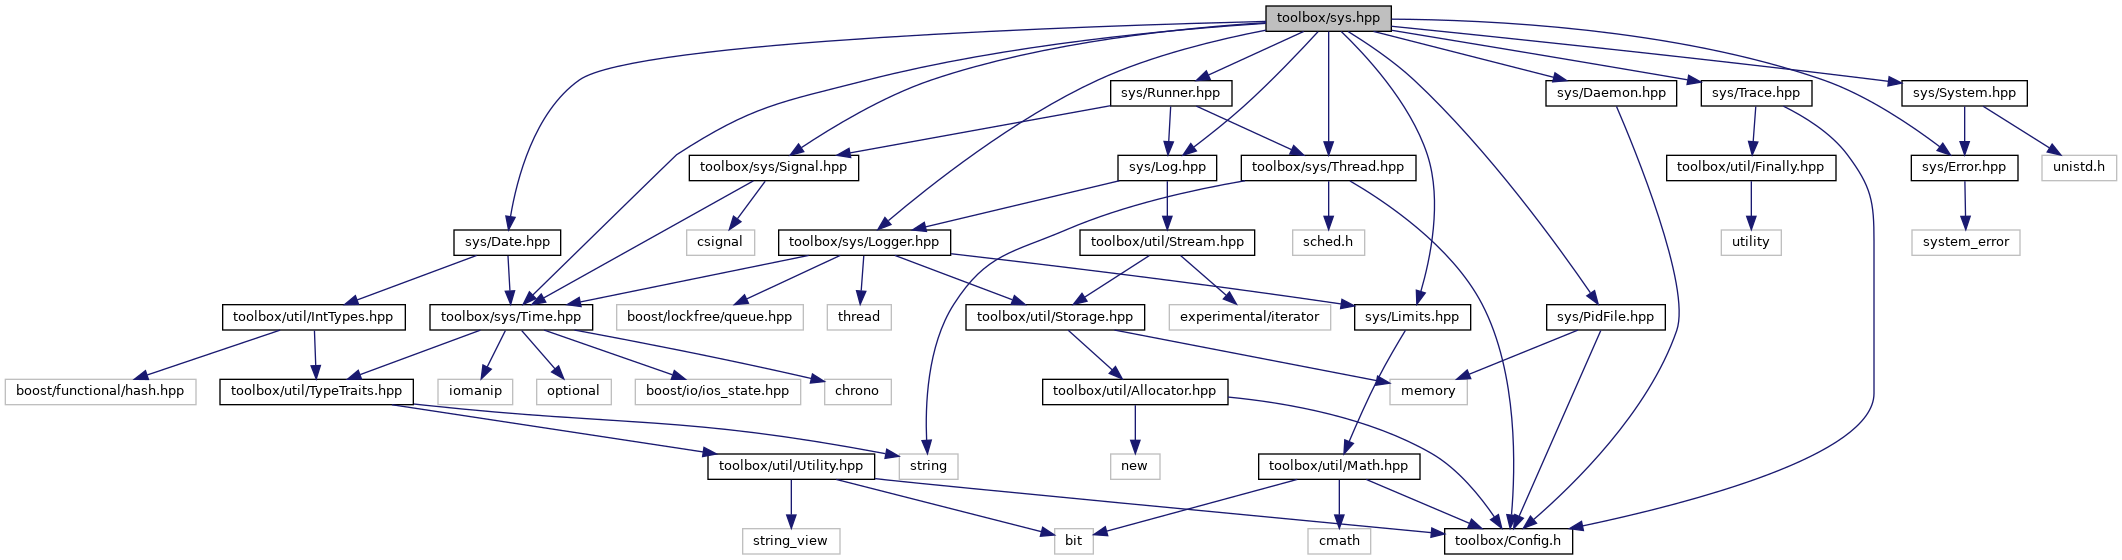 toolbox/sys.hpp
sys/Runner.hpp
sys/Daemon.hpp
sys/Trace.hpp
sys/System.hpp
toolbox/sys/Signal.hpp
sys/Log.hpp
toolbox/sys/Thread.hpp
toolbox/util/Finally.hpp
sys/Error.hpp
unistd.h
sys/Date.hpp
csignal
toolbox/sys/Logger.hpp
toolbox/util/Stream.hpp
sched.h
utility
system_error
toolbox/util/IntTypes.hpp
toolbox/sys/Time.hpp
boost/lockfree/queue.hpp
thread
toolbox/util/Storage.hpp
experimental/iterator
sys/Limits.hpp
sys/PidFile.hpp
boost/functional/hash.hpp
toolbox/util/TypeTraits.hpp
iomanip
optional
boost/io/ios_state.hpp
chrono
toolbox/util/Allocator.hpp
memory
toolbox/util/Utility.hpp
string
new
toolbox/util/Math.hpp
string_view
bit
cmath
toolbox/Config.h